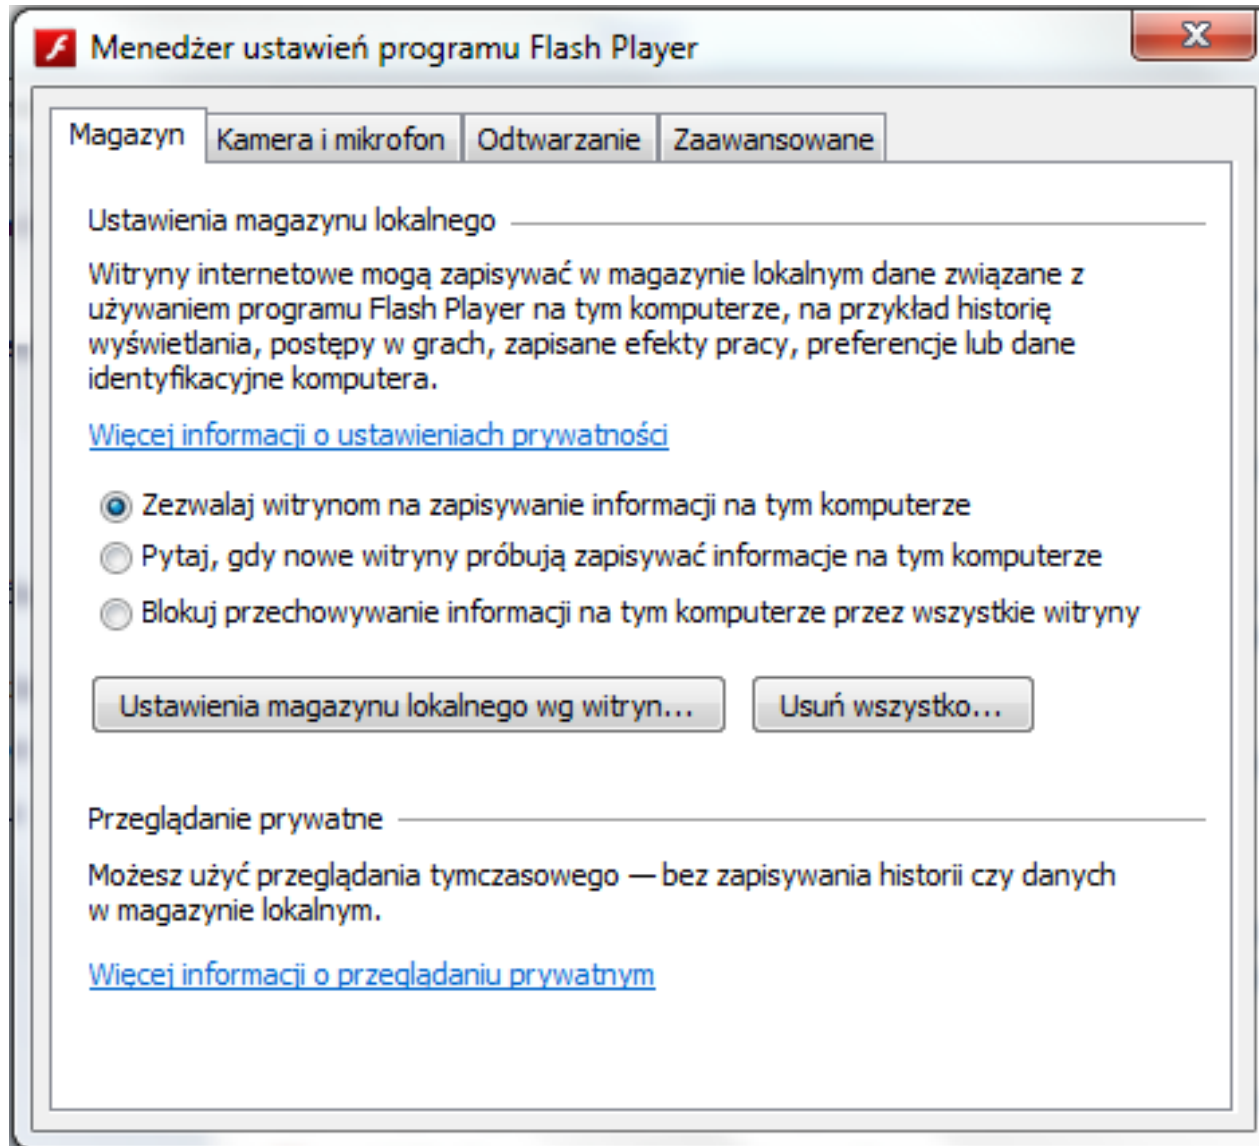 Menedżer ustawień programu Flash Player
Magazyn
Kamera i mikrofon
Odtwarzanie
Zaawansowane
Ustawienia magazynu lokalnego
Witryny internetowe mogą zapisywać w magazynie lokalnym dane związane z
używaniem programu Flash Player na tym komputerze, na przykład historię
wyświetlania, postępy w grach, zapisane efekty pracy, preferencje lub dane
identyfikacyjne komputera.
Więcej informacji o ustawieniach prywatności
Zezwalaj witrynom na zapisywanie informacji na tym komputerze
Pytaj, gdy nowe witryny próbują zapisywać informacje na tym komputerze
Blokuj przechowywanie informacji na tym komputerze przez wszystkie witryny
Ustawienia magazynu lokalnego wg witryn...
Usuń wszystko...
Przeglądanie prywatne
Możesz użyć przeglądania tymczasowego — bez zapisywania historii czy danych
w magazynie lokalnym.
Więcej informacji o przeglądaniu prywatnym